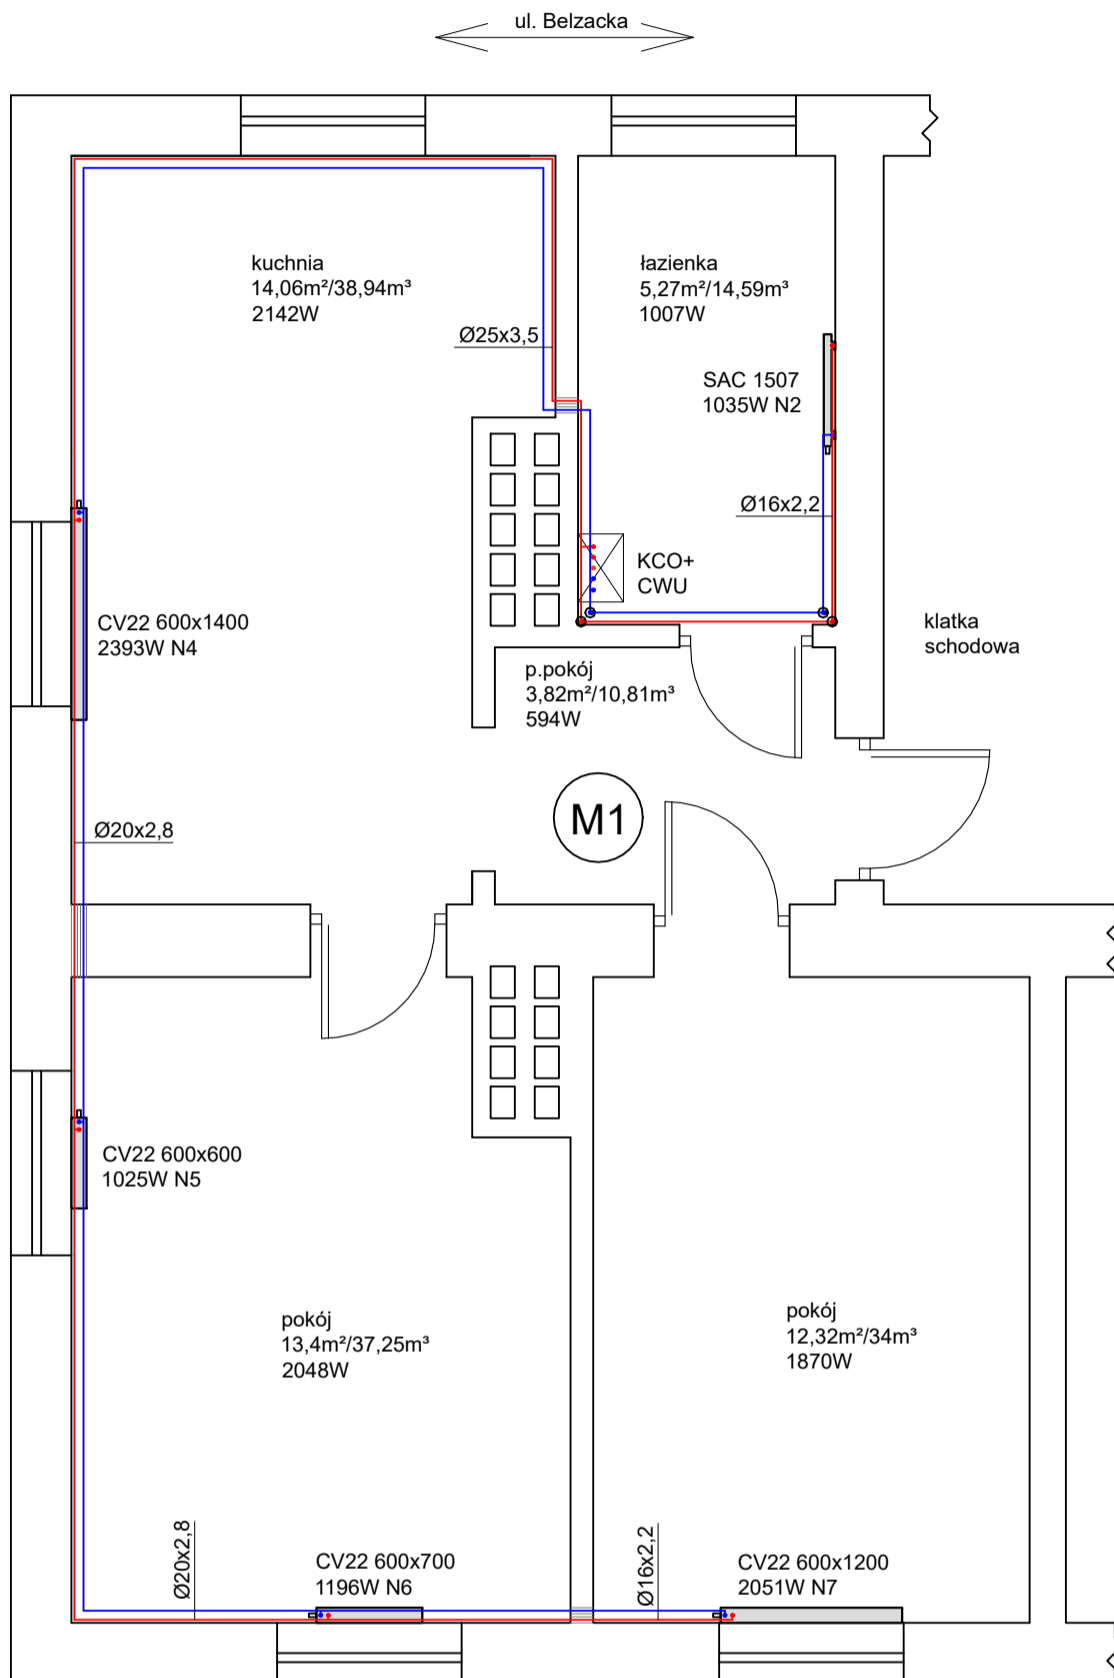 ul. Belzacka
kuchnia
14,06m²/38,94m³
2142W
łazienka
5,27m²/14,59m³
1007W
Ø25x3,5
SAC 1507
1035W N2
Ø16x2,2
KCO+
CWU
CV22 600x1400
2393W N4
klatka
schodowa
p.pokój
3,82m²/10,81m³
594W
M1
Ø20x2,8
CV22 600x600
1025W N5
pokój
13,4m²/37,25m³
2048W
pokój
12,32m²/34m³
1870W
Ø20x2,8
CV22 600x700
1196W N6
Ø16x2,2
CV22 600x1200
2051W N7